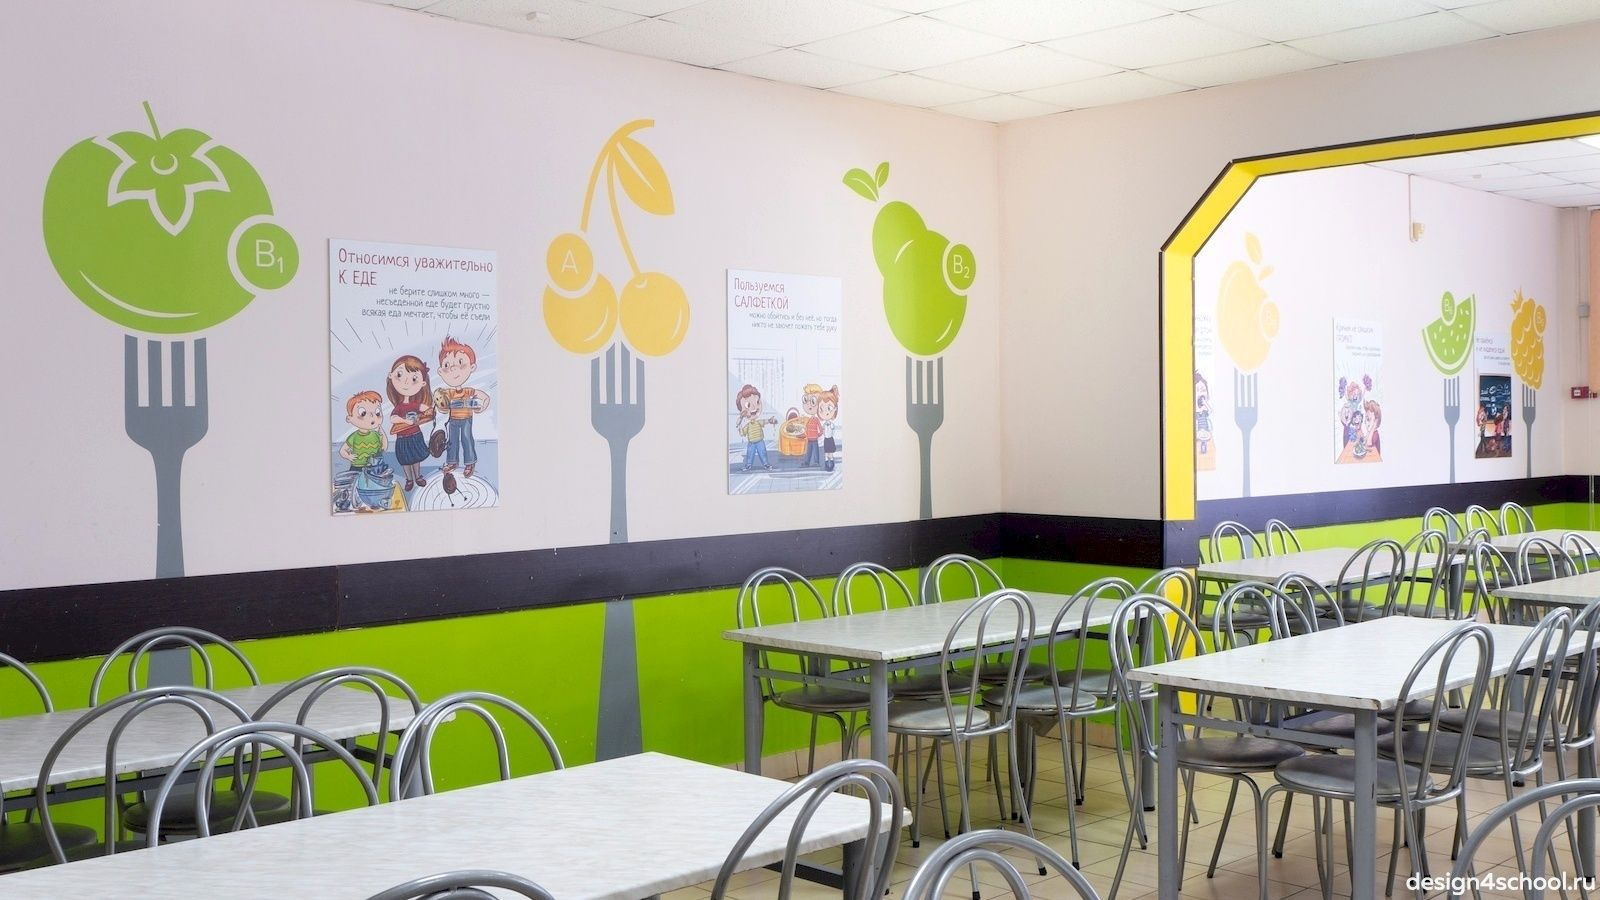 B1
Относимся уважительно
К ЕДЕ
не берите слишком много —
несъеденной еде будет грустно
всякая еда мечтает, чтобы её съели
A
Пользуемся
САЛФЕТКОЙ
можно обойтись и без неё, но тогда
никто не захочет пожать тебе руку
B2
design4school.ru